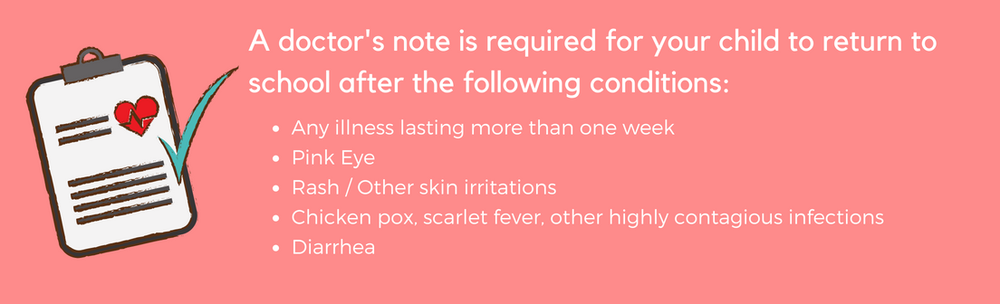 A doctor's note is required for your child to return to
school after the following conditions:
• Any illness lasting more than one week
• Pink Eye
• Rash / Other skin irritations
• Chicken pox, scarlet fever, other highly contagious infections
• Diarrhea